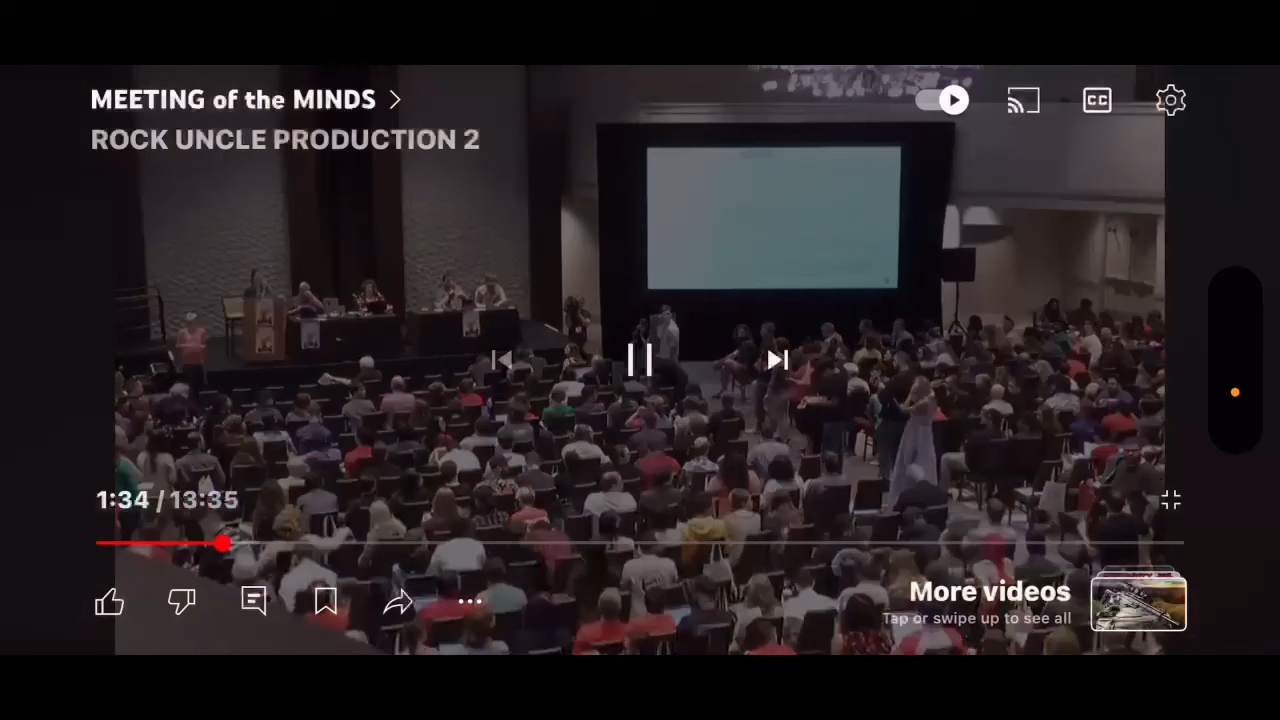 MEETING of the MINDS
ROCK UNCLE PRODUCTION 2
CC
1:34 / 13:35
More videos
Tap or swipe up to see all